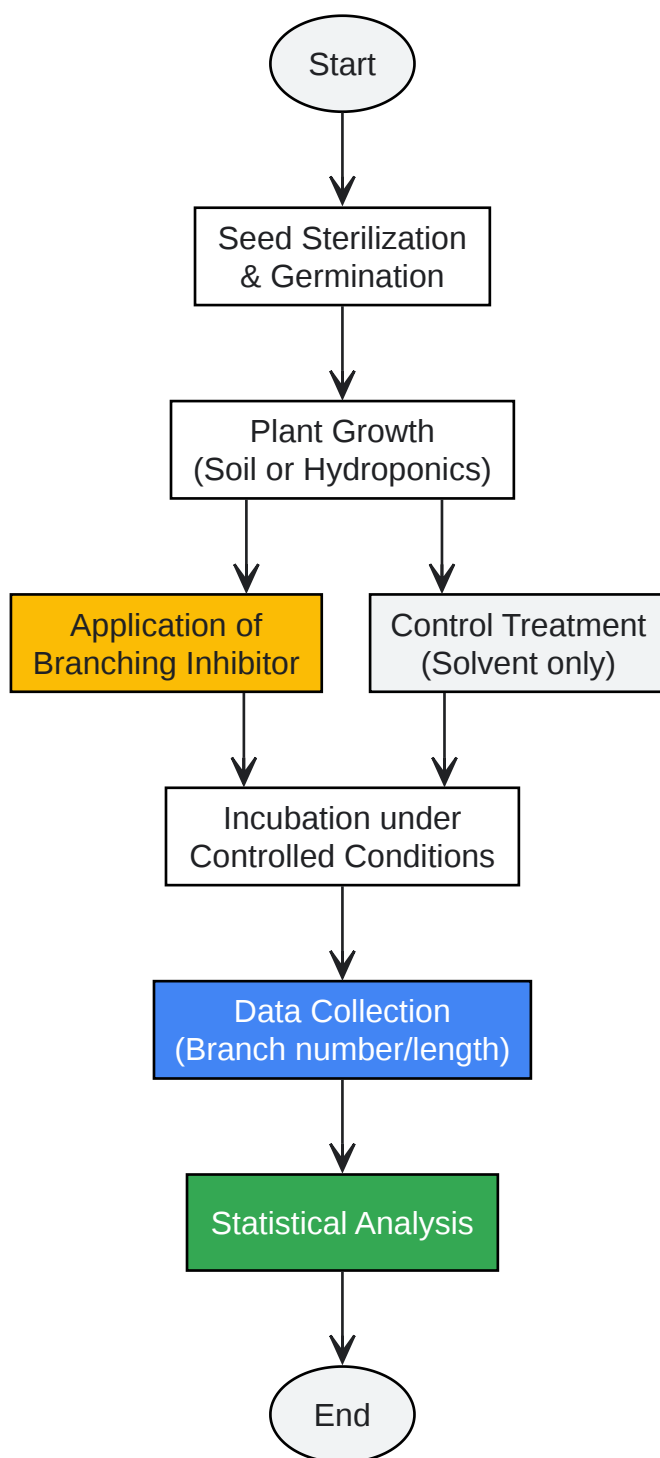 Start
Seed Sterilization
& Germination
Plant Growth
(Soil or Hydroponics)
Application of
Branching Inhibitor
Control Treatment
(Solvent only)
Incubation under
Controlled Conditions
Data Collection
(Branch number/length)
Statistical Analysis
End